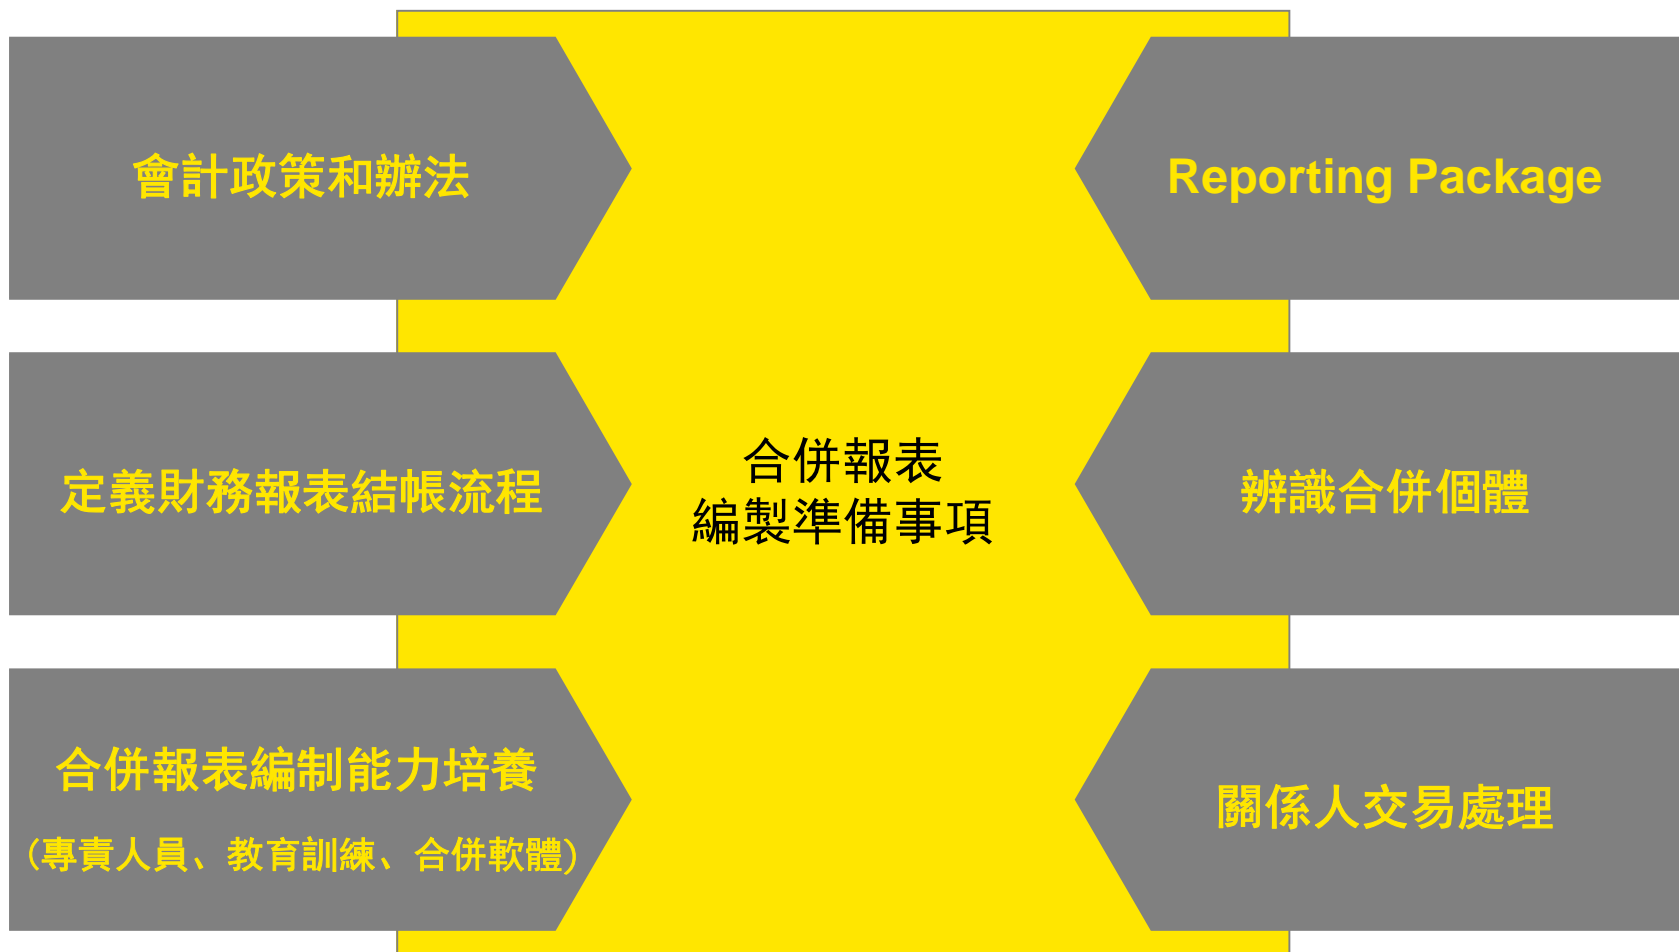 會計政策和辦法
Reporting Package
定義財務報表結帳流程
合併報表
編製準備事項
辨識合併個體
合併報表編制能力培養
(專責人員、教育訓練、合併軟體)
關係人交易處理